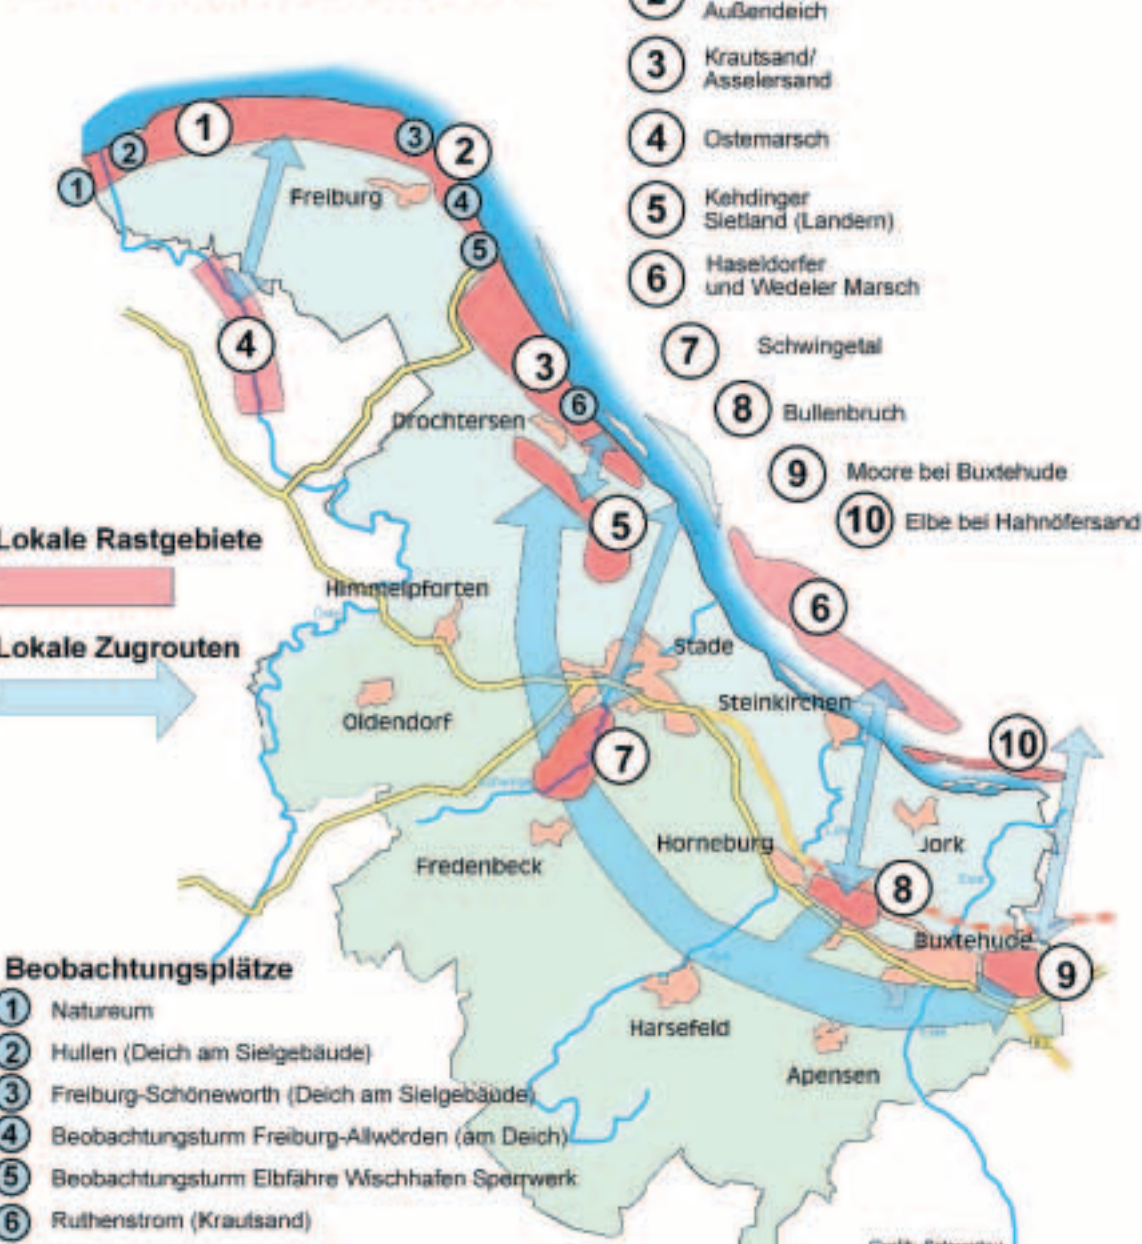 2
Außendeich
3
Krautsand/
Asselersand
4
Ostemarsch
5
Kehdinger
Sietland (Landern)
6
Haseldorfer
und Wedeler Marsch
7
Schwingetal
8
Bullenbruch
9
Moore bei Buxtehude
10
Elbe bei Hahnöfersand
1
2
1
3
2
4
5
Freiburg
4
3
6
Drochtersen
5
Lokale Rastgebiete
Himmelpforten
6
Lokale Zugrouten
Stade
Steinkirchen
Oldendorf
10
7
Horneburg
Jork
Fredenbeck
8
Buxtehude
9
Harsefeld
Apensen
Beobachtungsplätze
1 Natureum
2 Hullen (Deich am Sielgebäude)
3 Freiburg-Schöneworth (Deich am Sielgebäude)
4 Beobachtungsturm Freiburg-Allwörden (am Deich)
5 Beobachtungsturm Elbfähre Wischhafen Sperrwerk
6 Ruthenstrom (Krautsand)